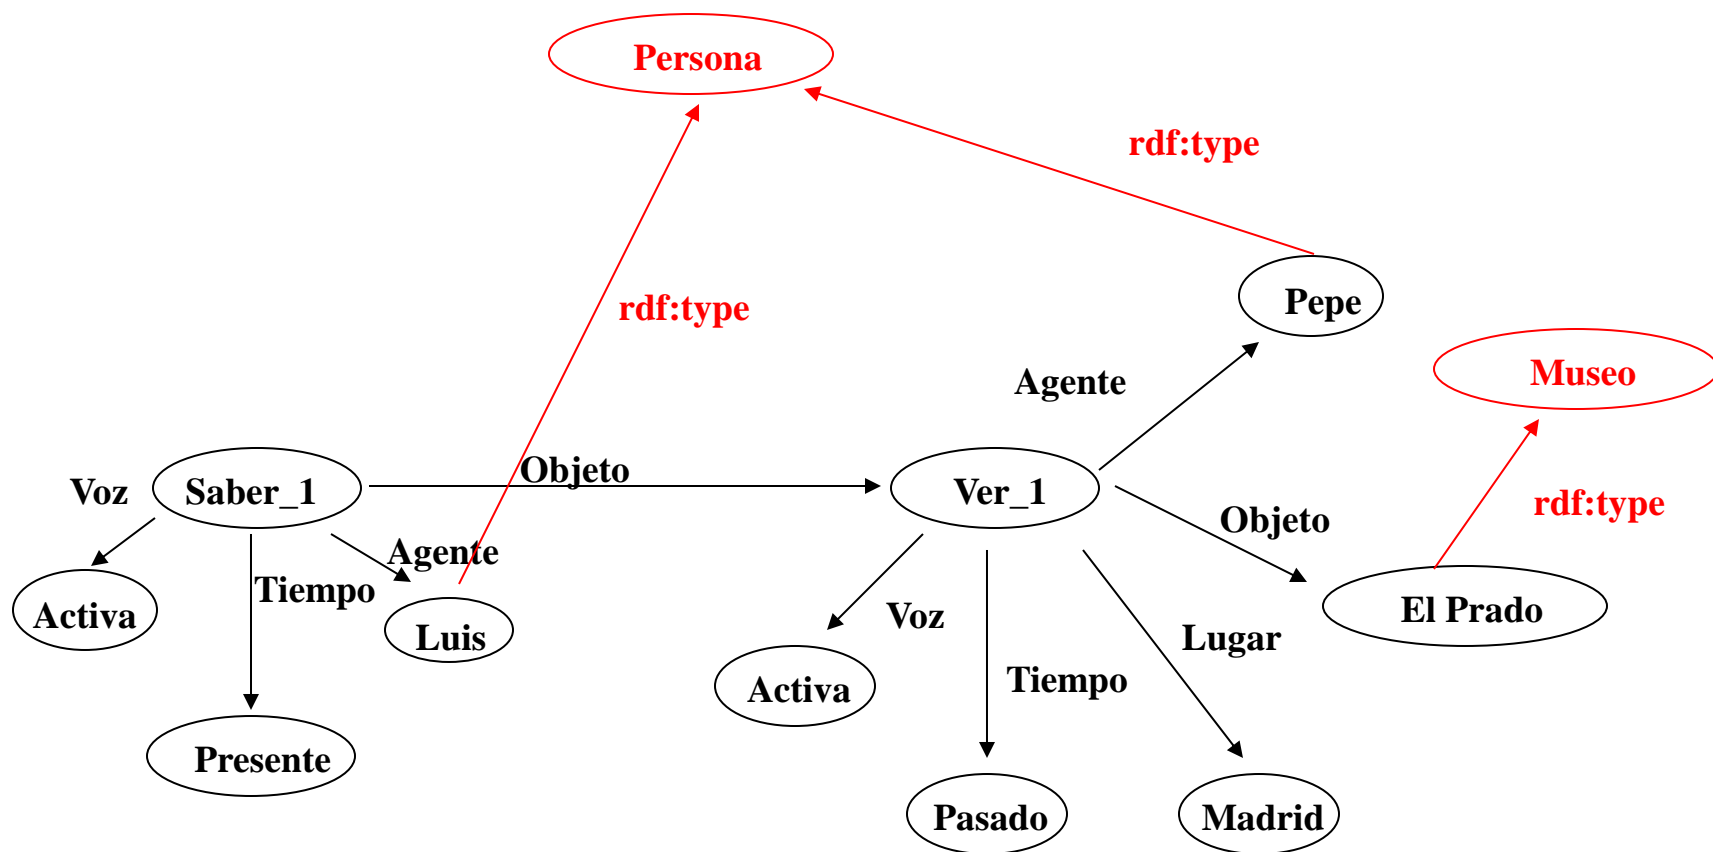 Persona
rdf:type
rdf:type
Pepe
Museo
Agente
Voz
Saber_1
Objeto
Ver_1
rdf:type
Objeto
Agente
Tiempo
Activa
Luis
Voz
Lugar
El Prado
Activa
Tiempo
Presente
Pasado
Madrid